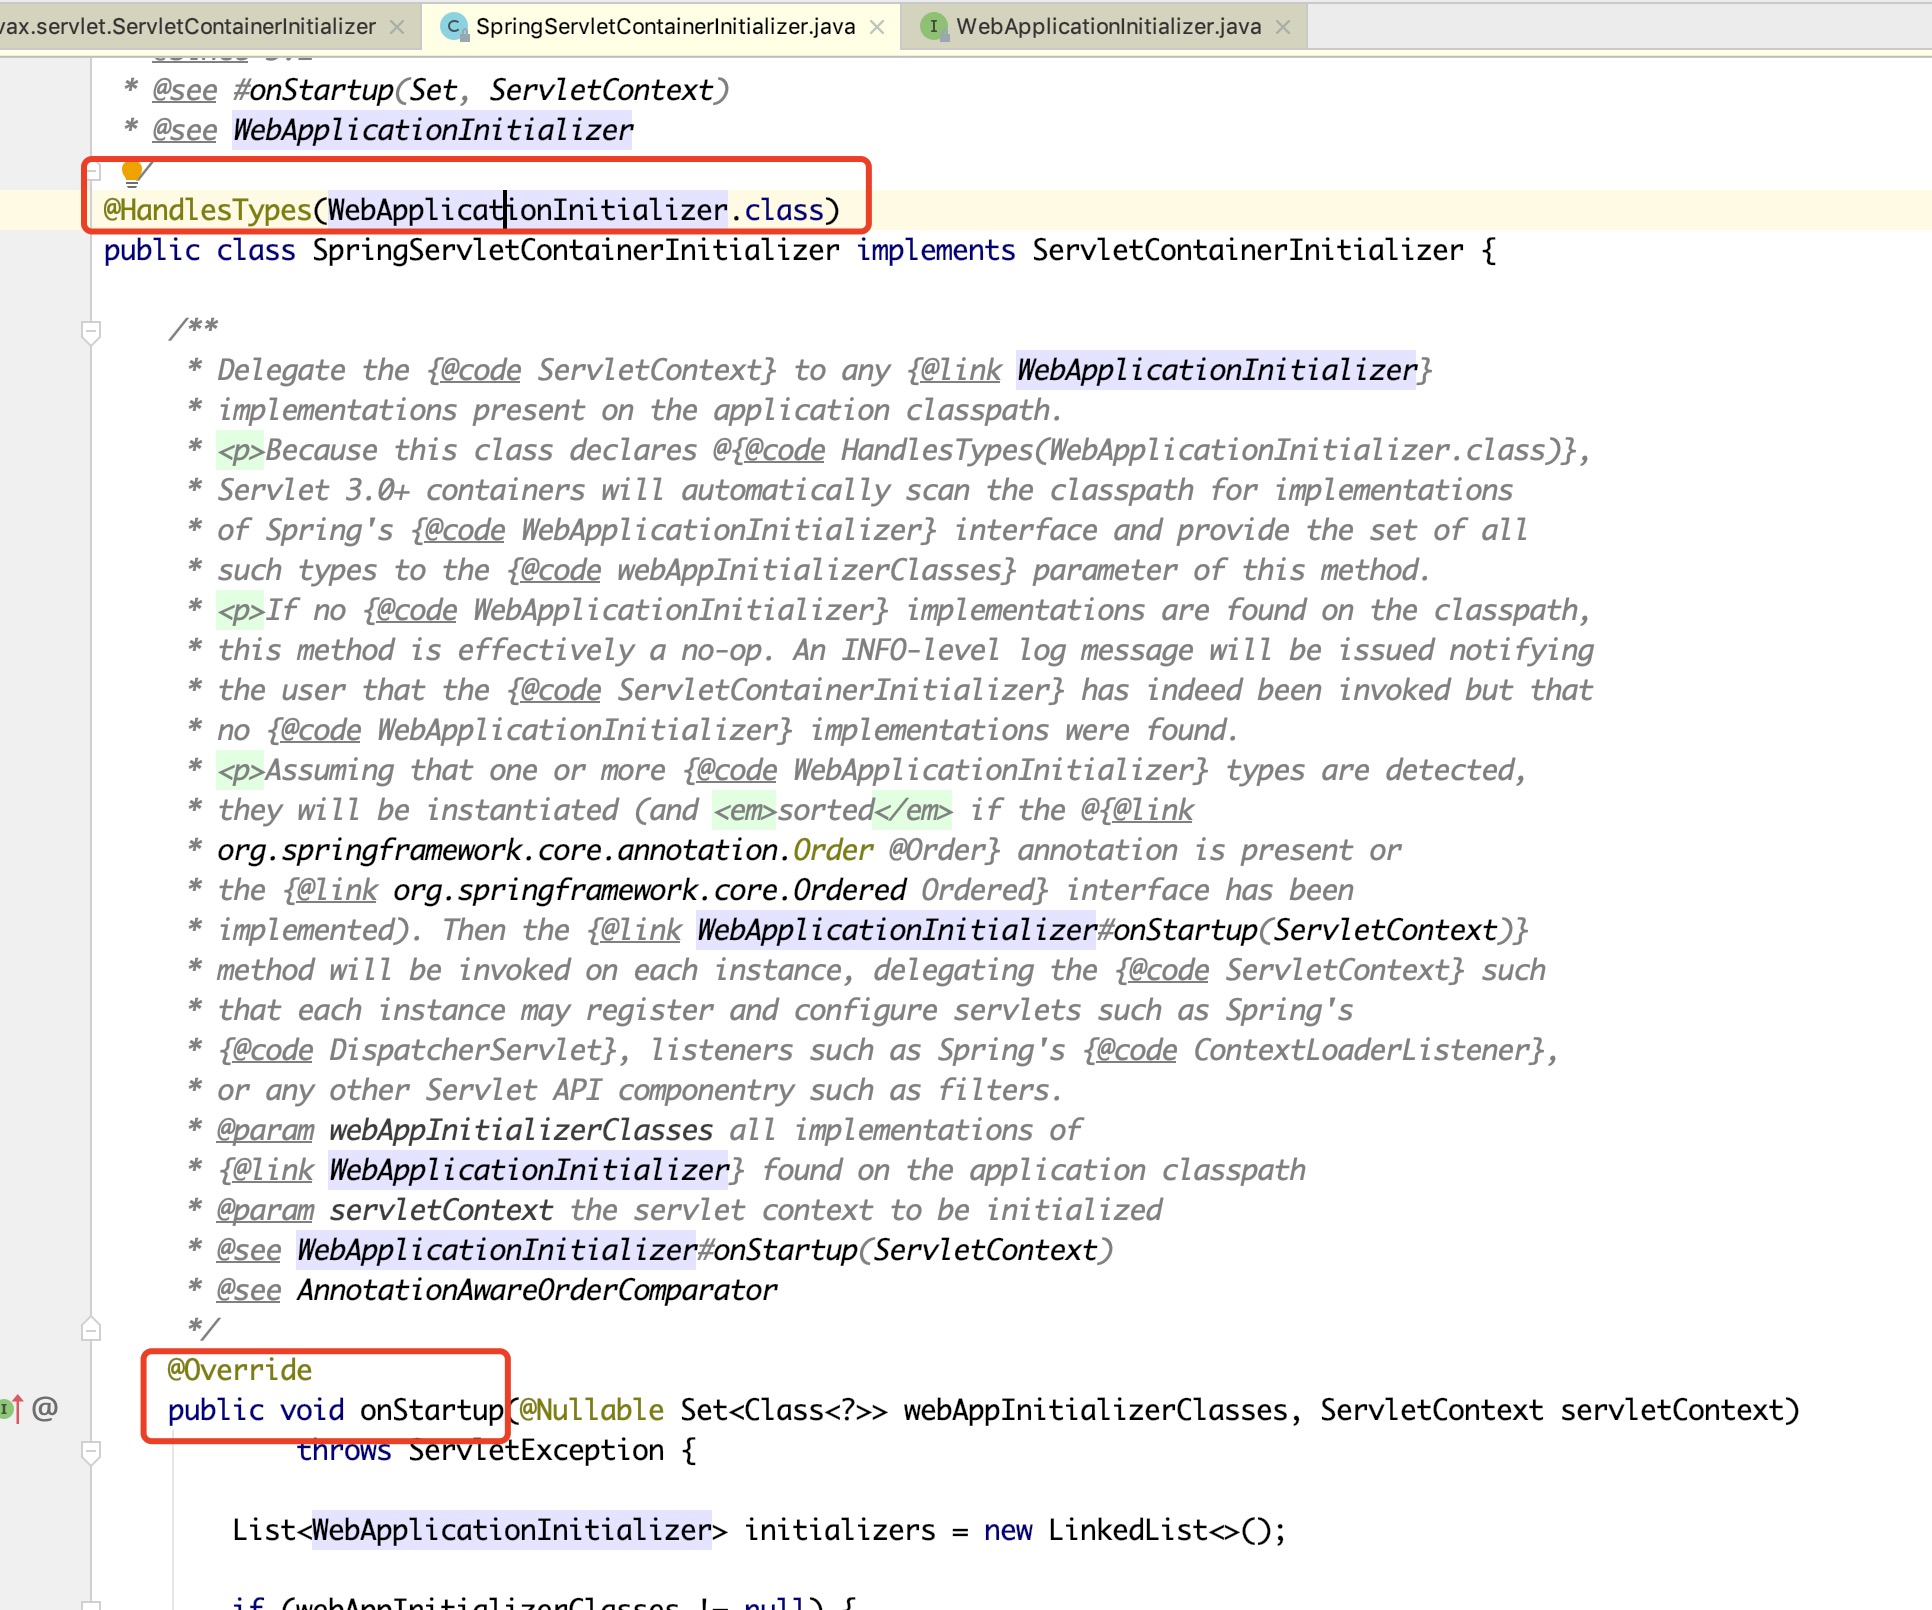 vax.servlet.ServletContainerInitializer
SpringServletContainerInitializer.java
WebApplicationInitializer.java
* @see #onStartup(Set, ServletContext)
* @see WebApplicationInitializer
/
@HandlesTypes(WebApplicationInitializer.class)
public class SpringServletContainerInitializer implements ServletContainerInitializer {
/**
* Delegate the {@code ServletContext} to any {@link WebApplicationInitializer}
* implementations present on the application classpath.
* <p>Because this class declares @{@code HandlesTypes(WebApplicationInitializer.class)},
* Servlet 3.0+ containers will automatically scan the classpath for implementations
* of Spring's {@code WebApplicationInitializer} interface and provide the set of all
* such types to the {@code webAppInitializerClasses} parameter of this method.
* <p>If no {@code WebApplicationInitializer} implementations are found on the classpath,
* this method is effectively a no-op. An INFO-level log message will be issued notifying
* the user that the {@code ServletContainerInitializer} has indeed been invoked but that
* no {@code WebApplicationInitializer} implementations were found.
* <p>Assuming that one or more {@code WebApplicationInitializer} types are detected,
* they will be instantiated (and <em>sorted</em> if the @{@link
* org.springframework.core.annotation.Order @Order} annotation is present or
* the {@link org.springframework.core.Ordered Ordered} interface has been
* implemented). Then the {@link WebApplicationInitializer#onStartup(ServletContext)}
* method will be invoked on each instance, delegating the {@code ServletContext} such
* that each instance may register and configure servlets such as Spring's
* {@code DispatcherServlet}, listeners such as Spring's {@code ContextLoaderListener},
* or any other Servlet API componentry such as filters.
* @param webAppInitializerClasses all implementations of
* {@link WebApplicationInitializer} found on the application classpath
* @param servletContext the servlet context to be initialized
* @see WebApplicationInitializer#onStartup(ServletContext)
* @see AnnotationAwareOrderComparator
*/
@Override
public void onStartup(@Nullable Set<Class<?>> webAppInitializerClasses, ServletContext servletContext)
throws ServletException {
List<WebApplicationInitializer> initializers = new LinkedList<>();
if (webAppInitializerClasses != null) {